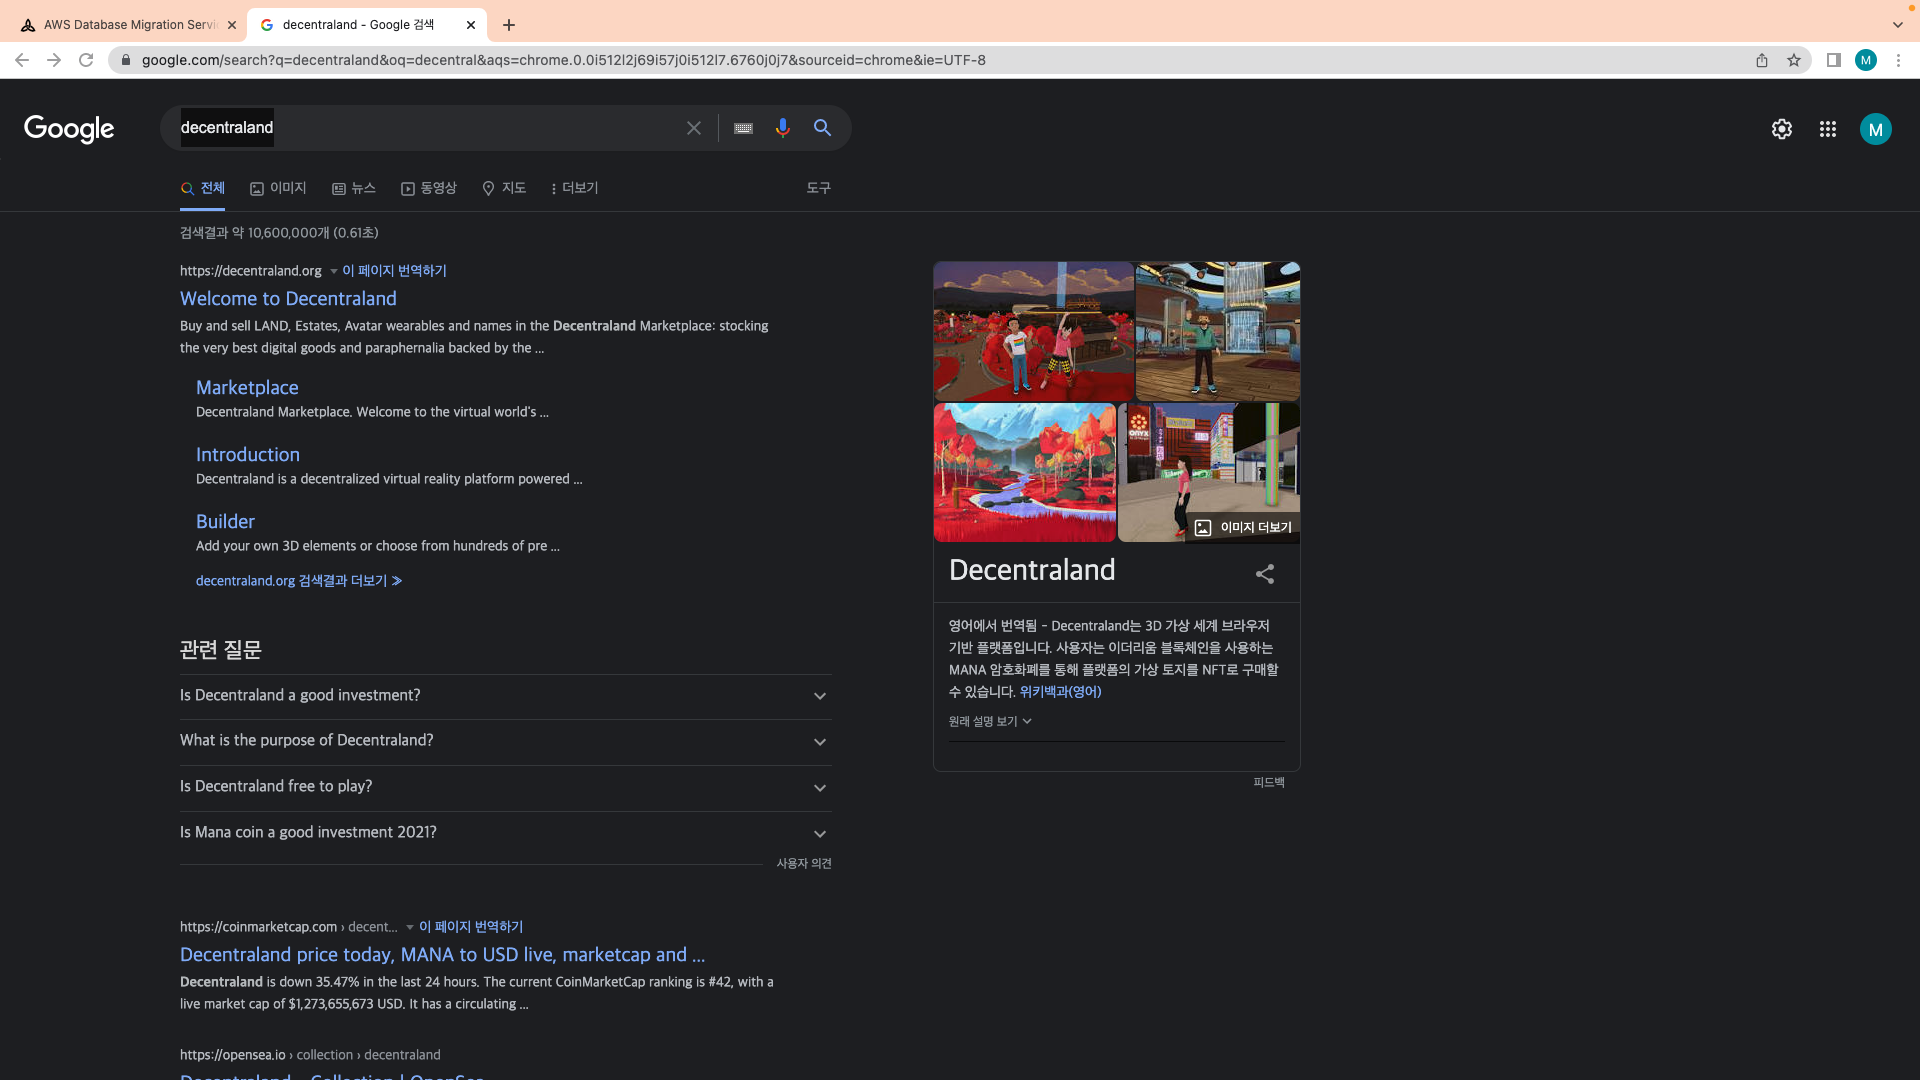 AWS Database Migration Servi
decentraland - Google 검색
google.com/search?q=decentraland&oq=decentral&aqs=chrome.0.0i512l2j69i57j0i512l7.6760j0j7&sourceid=chrome&ie=UTF-8
M
Google
decentraland
M
전체
이미지
뉴스
동영상
지도
더보기
도구
검색결과 약 10,600,000개 (0.61초)
https://decentraland.org 이 페이지 번역하기
Welcome to Decentraland
Buy and sell LAND, Estates, Avatar wearables and names in the Decentraland Marketplace: stocking
the very best digital goods and paraphernalia backed by the ...
Marketplace
Decentraland Marketplace. Welcome to the virtual world's ...
Introduction
Decentraland is a decentralized virtual reality platform powered ...
Builder
Add your own 3D elements or choose from hundreds of pre ...
decentraland.org 검색결과 더보기 »
관련 질문
Is Decentraland a good investment?
What is the purpose of Decentraland?
Is Decentraland free to play?
Is Mana coin a good investment 2021?
사용자 의견
https://coinmarketcap.com › decent... 이 페이지 번역하기
Decentraland price today, MANA to USD live, marketcap and ...
Decentraland is down 35.47% in the last 24 hours. The current CoinMarketCap ranking is #42, with a
live market cap of $1,273,655,673 USD. It has a circulating ...
https://opensea.io › collection › decentraland
Decentraland - Collection | OpenSea
ONYX
이미지 더보기
Decentraland
영어에서 번역됨 - Decentraland는 3D 가상 세계 브라우저
기반 플랫폼입니다. 사용자는 이더리움 블록체인을 사용하는
MANA 암호화폐를 통해 플랫폼의 가상 토지를 NFT로 구매할
수 있습니다. 위키백과(영어)
원래 설명 보기
피드백